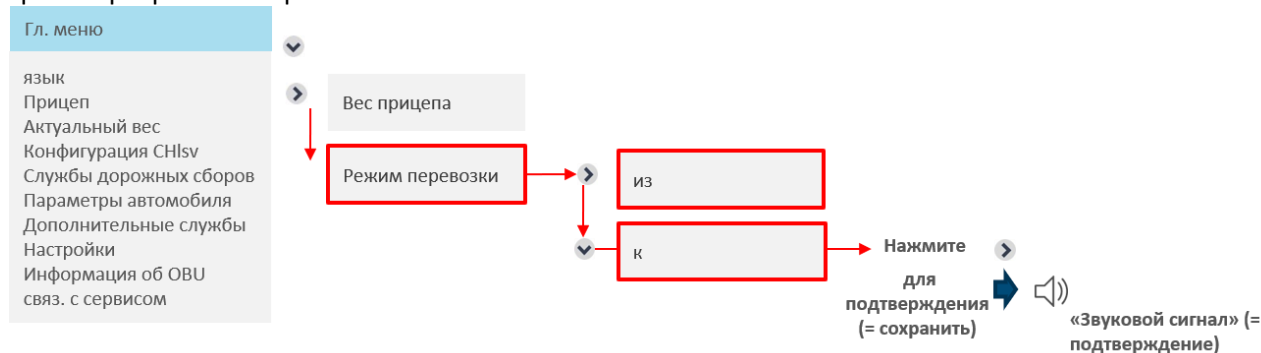 Гл. меню
язык
Прицеп
Актуальный вес
Конфигурация CHlsv
Службы дорожных сборов
Параметры автомобиля
Дополнительные службы
Настройки
Информация об OBU
связ. с сервисом
Вес прицепа
Режим перевозки
из
к
Нажмите
для
подтверждения
(= сохранить)
«Звуковой сигнал» (=
подтверждение)